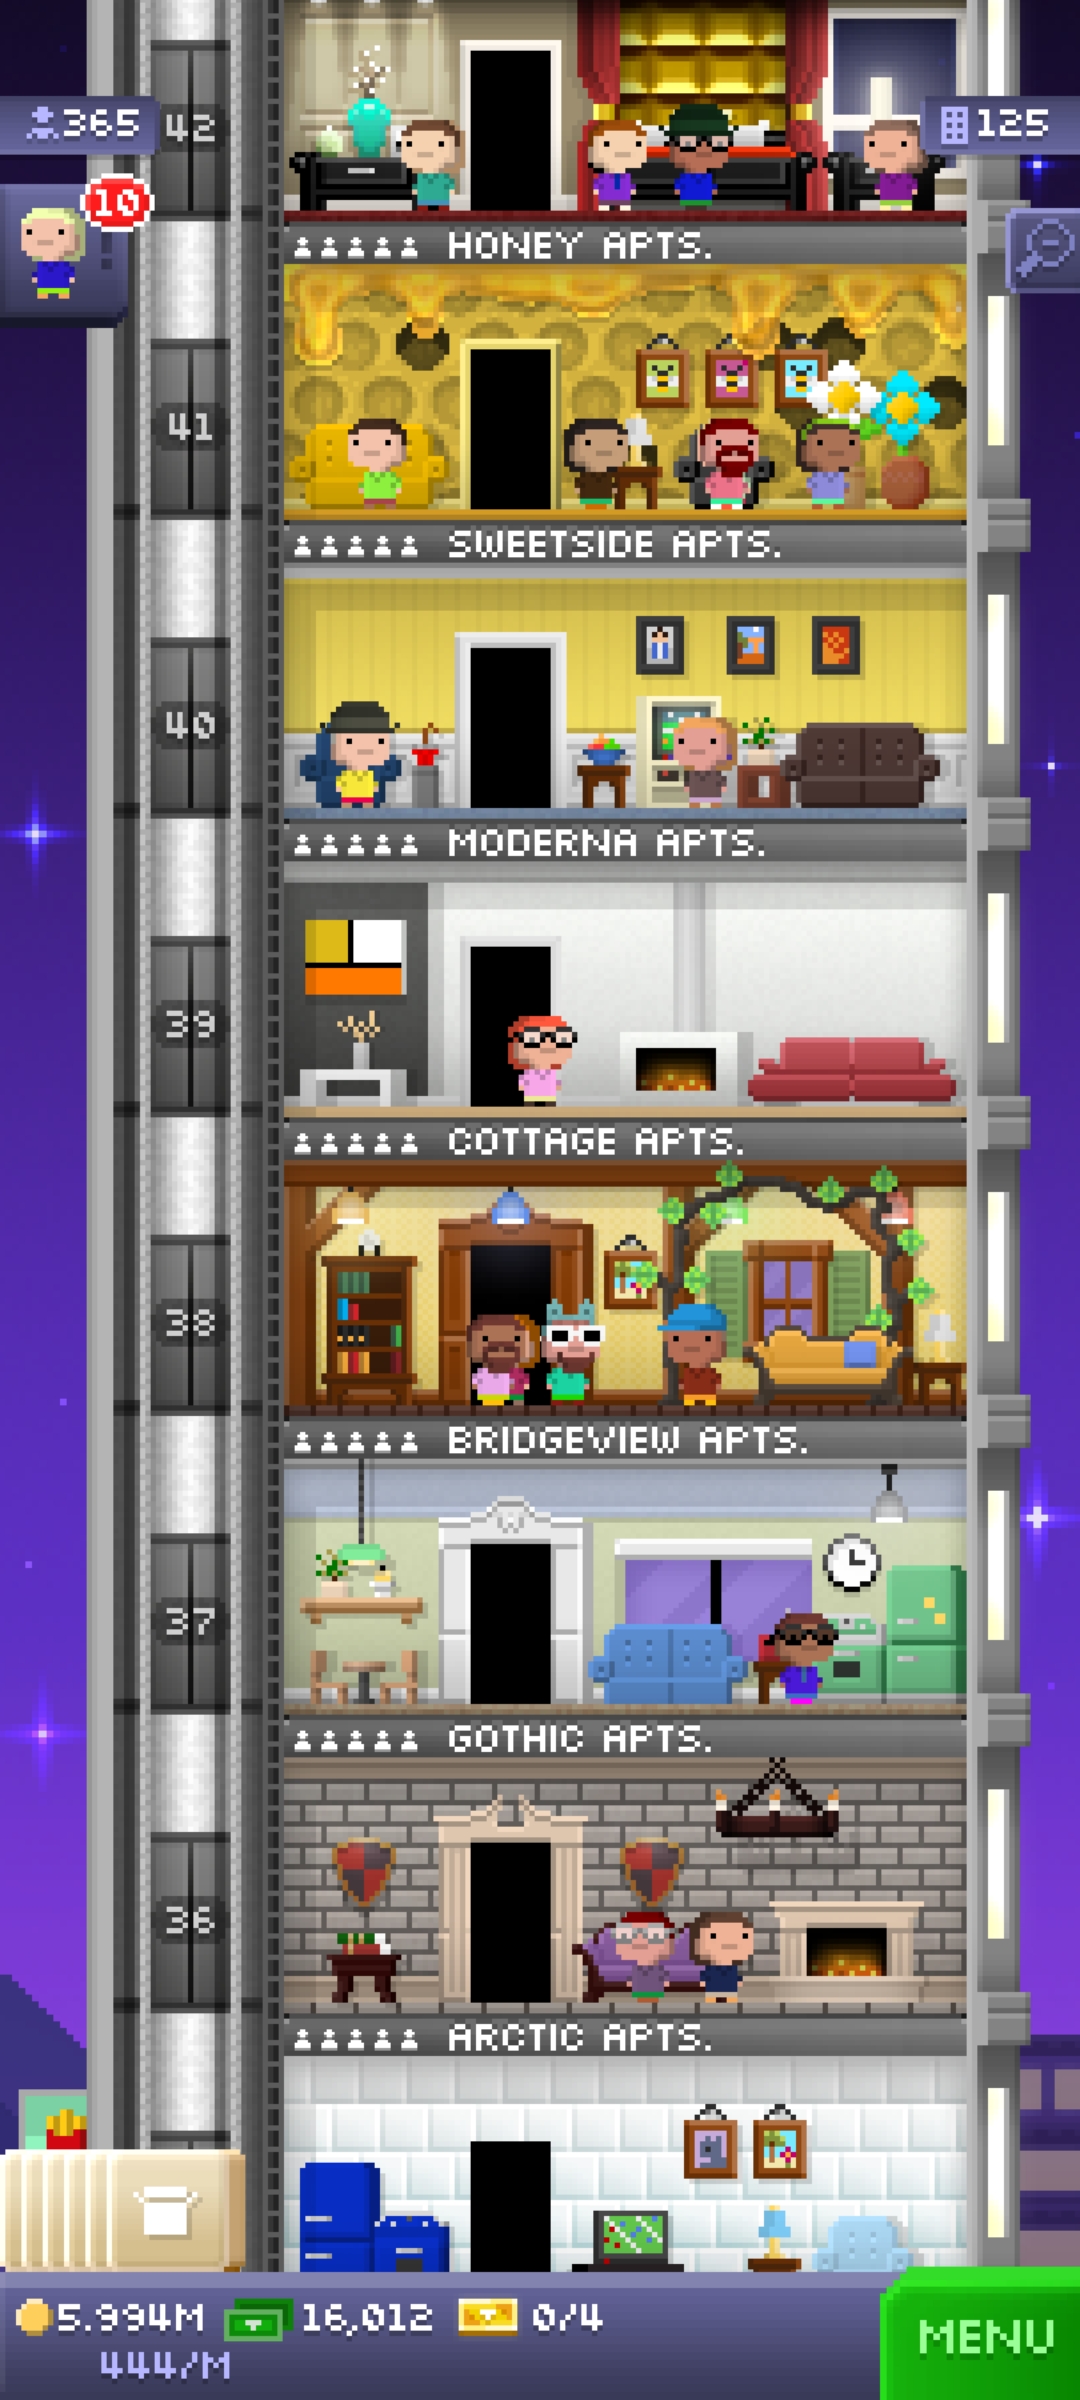 365
42
125
10
HONEY APTS.
41
SWEETSIDE APTS.
40
MODERNA APTS.
39
COTTAGE APTS.
38
BRIDGEVIEW APTS.
37
GOTHIC APTS.
36
ARCTIC APTS.
5.994M 16,012 0/4
444/M
MENU